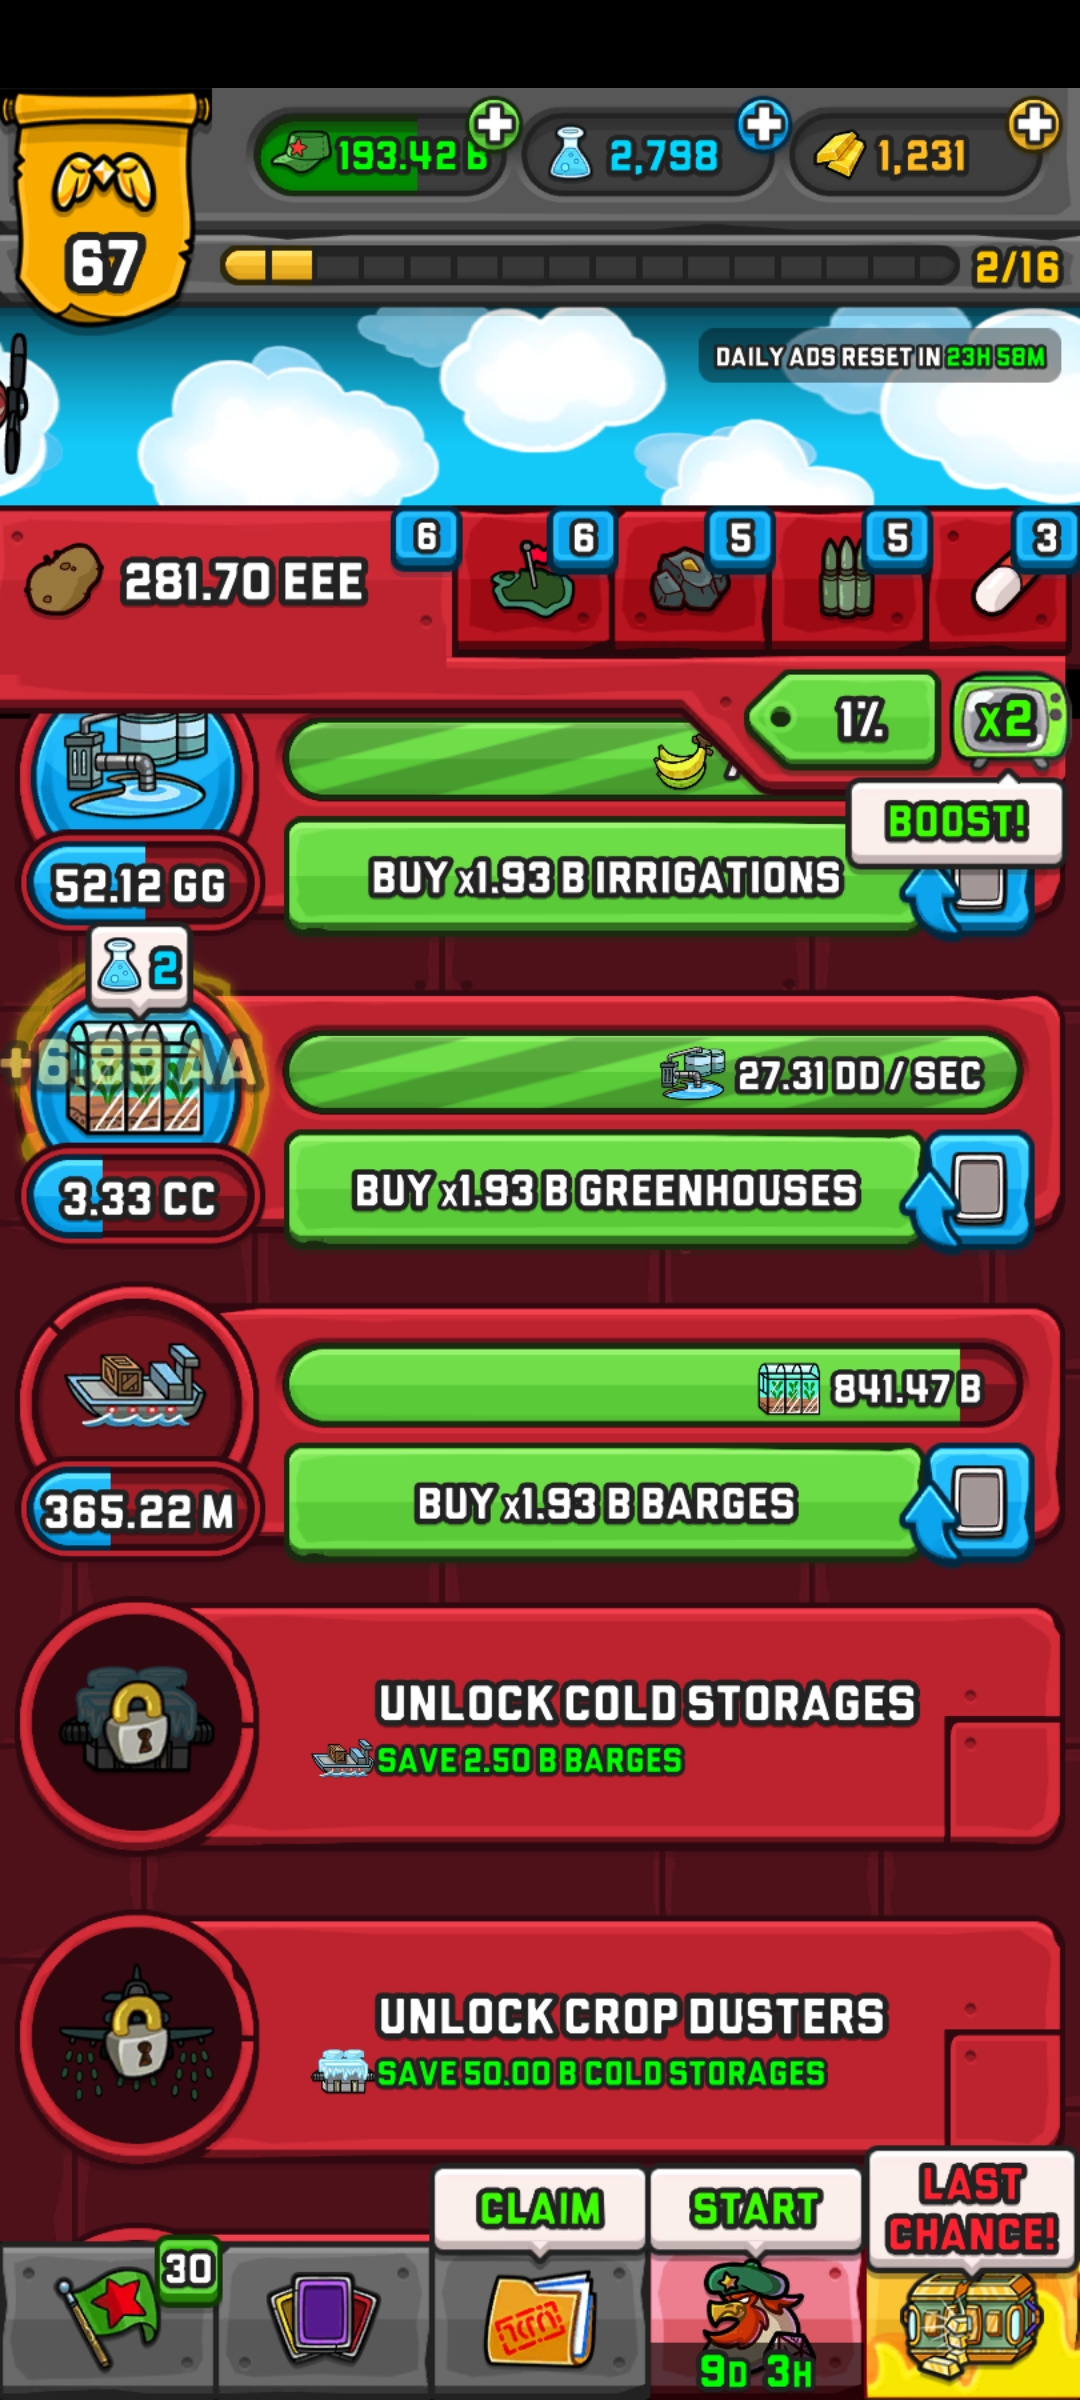 193.42 B
2,798
1,231
67
2/16
DAILY ADS RESET IN 23H 58M
281.70 EEE
6
6
5
5
3
1%
x2
BOOST!
52.12 GG
BUY x1.93 B IRRIGATIONS
2
+6.89 AA
27.31 DD / SEC
3.33 CC
BUY x1.93 B GREENHOUSES
841.47 B
365.22 M
BUY x1.93 B BARGES
UNLOCK COLD STORAGES
SAVE 2.50 B BARGES
UNLOCK CROP DUSTERS
SAVE 50.00 B COLD STORAGES
CLAIM
START
LAST
CHANCE!
30
9D 3H